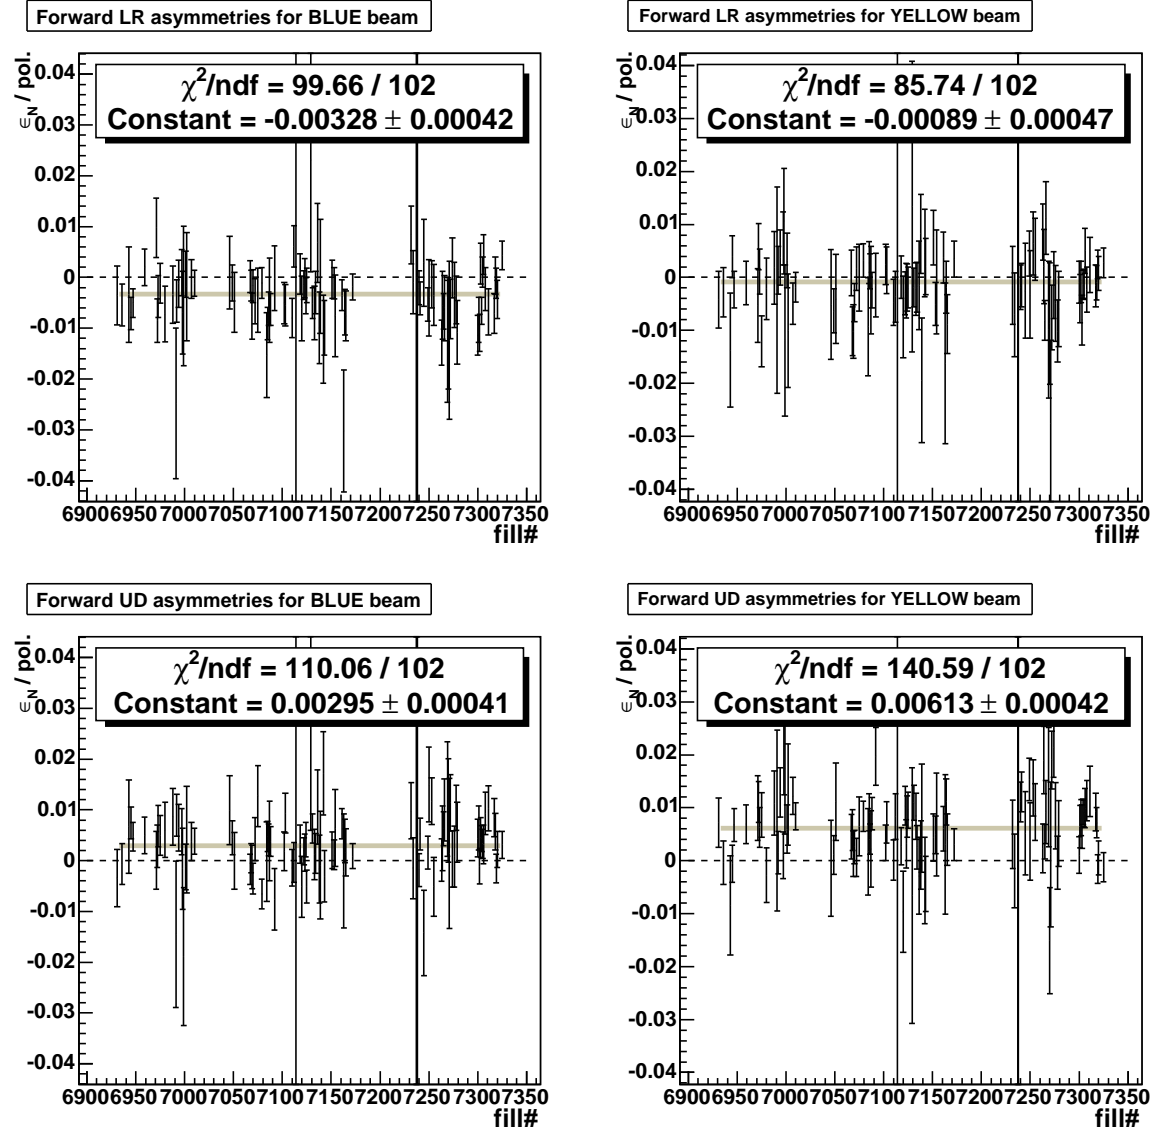 Forward LR asymmetries for BLUE beam
χ²/ndf = 99.66 / 102
Constant = -0.00328 ± 0.00042
ϵN / pol.
0.04
0.03
0.02
0.01
0
-0.01
-0.02
-0.03
-0.04
6900 6950 7000 7050 7100 7150 7200 7250 7300 7350
fill#
Forward LR asymmetries for YELLOW beam
χ²/ndf = 85.74 / 102
Constant = -0.00089 ± 0.00047
ϵN / pol.
0.04
0.03
0.02
0.01
0
-0.01
-0.02
-0.03
-0.04
6900 6950 7000 7050 7100 7150 7200 7250 7300 7350
fill#
Forward UD asymmetries for BLUE beam
χ²/ndf = 110.06 / 102
Constant = 0.00295 ± 0.00041
ϵN / pol.
0.04
0.03
0.02
0.01
0
-0.01
-0.02
-0.03
-0.04
6900 6950 7000 7050 7100 7150 7200 7250 7300 7350
fill#
Forward UD asymmetries for YELLOW beam
χ²/ndf = 140.59 / 102
Constant = 0.00613 ± 0.00042
ϵN / pol.
0.04
0.03
0.02
0.01
0
-0.01
-0.02
-0.03
-0.04
6900 6950 7000 7050 7100 7150 7200 7250 7300 7350
fill#